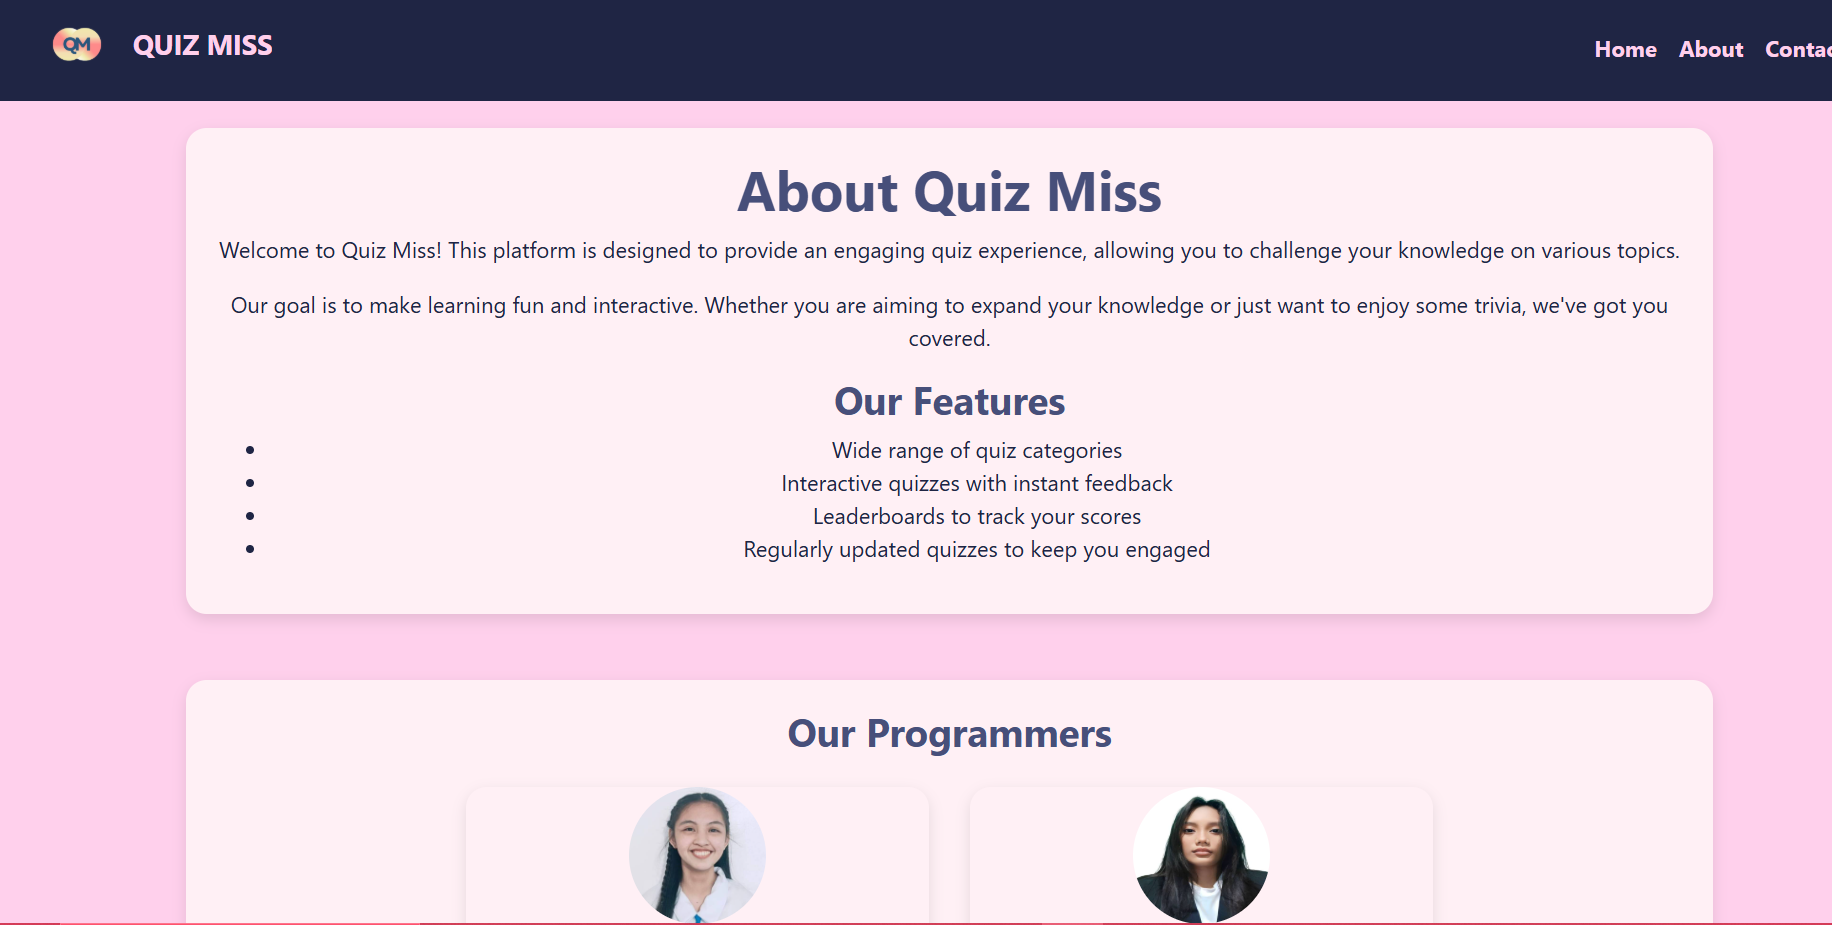 QM
QUIZ MISS
Home About
About Quiz Miss
Welcome to Quiz Miss! This platform is designed to provide an engaging quiz experience, allowing you to challenge your knowledge on various topics.
Our goal is to make learning fun and interactive. Whether you are aiming to expand your knowledge or just want to enjoy some trivia, we've got you
covered.
Our Features
• Wide range of quiz categories
• Interactive quizzes with instant feedback
• Leaderboards to track your scores
• Regularly updated quizzes to keep you engaged
Our Programmers